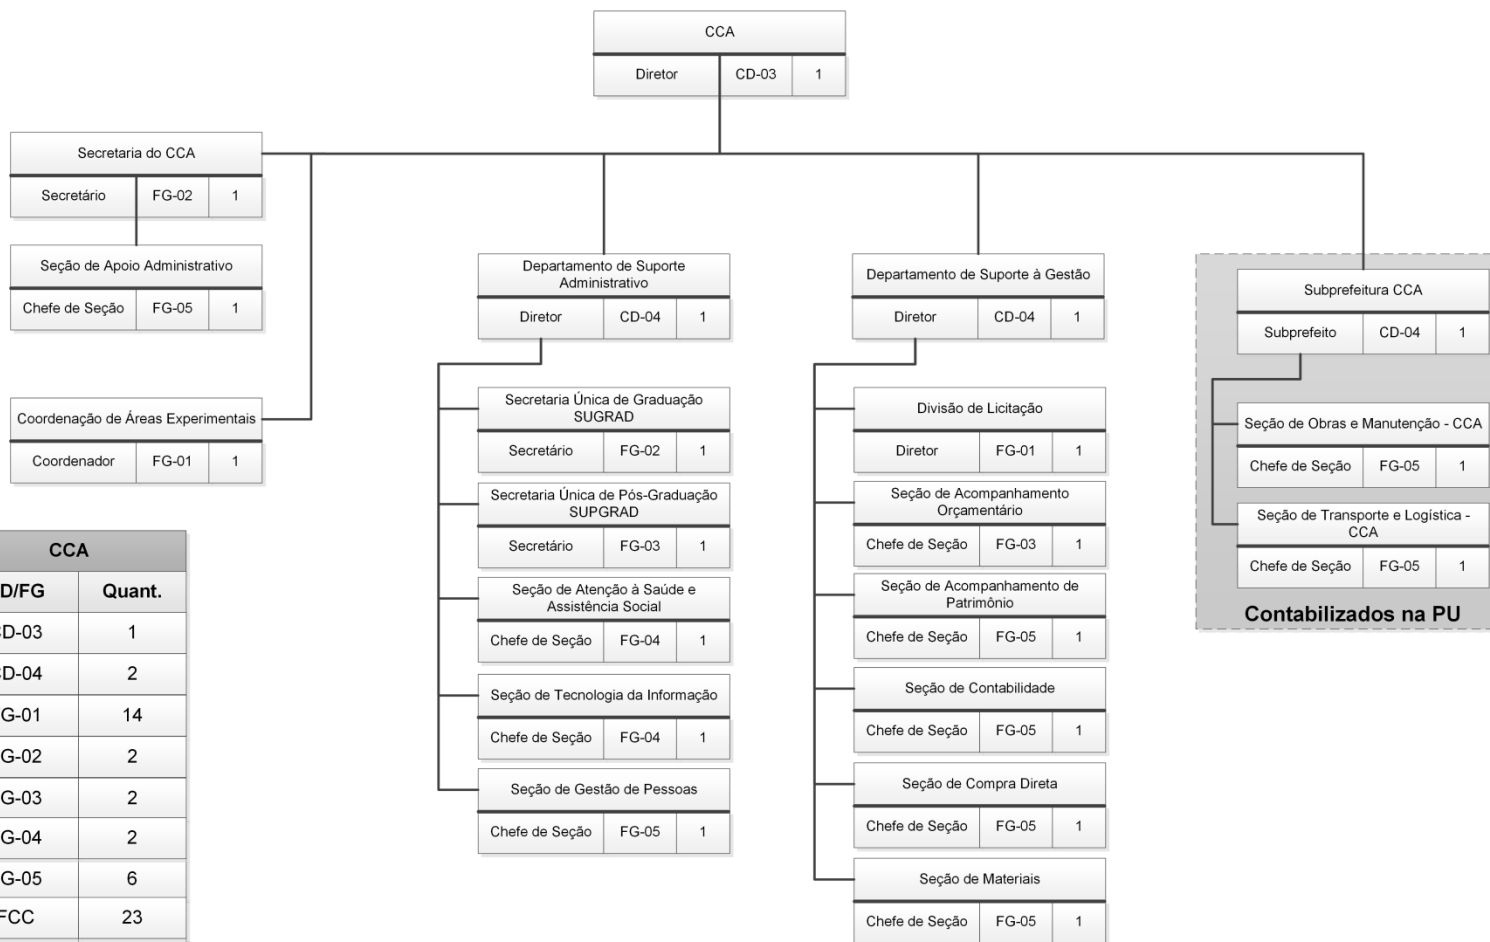 CCA
Diretor CD-03 1
Secretaria do CCA
Secretário FG-02 1
Seção de Apoio Administrativo
Chefe de Seção FG-05 1
Coordenação de Áreas Experimentais
Coordenador FG-01 1
Departamento de Suporte
Administrativo
Diretor CD-04 1
Secretaria Única de Graduação
SUGRAD
Secretário FG-02 1
Secretaria Única de Pós-Graduação
SUPGRAD
Secretário FG-03 1
Seção de Atenção à Saúde e
Assistência Social
Chefe de Seção FG-04 1
Seção de Tecnologia da Informação
Chefe de Seção FG-04 1
Seção de Gestão de Pessoas
Chefe de Seção FG-05 1
Departamento de Suporte à Gestão
Diretor CD-04 1
Divisão de Licitação
Diretor FG-01 1
Seção de Acompanhamento
Orçamentário
Chefe de Seção FG-03 1
Seção de Acompanhamento de
Patrimônio
Chefe de Seção FG-05 1
Seção de Contabilidade
Chefe de Seção FG-05 1
Seção de Compra Direta
Chefe de Seção FG-05 1
Seção de Materiais
Chefe de Seção FG-05 1
Subprefeitura CCA
Subprefeito CD-04 1
Seção de Obras e Manutenção - CCA
Chefe de Seção FG-05 1
Seção de Transporte e Logística -
CCA
Chefe de Seção FG-05 1
Contabilizados na PU
CCA
D/FG Quant.
D-03 1
D-04 2
G-01 14
G-02 2
G-03 2
G-04 2
G-05 6
FCC 23